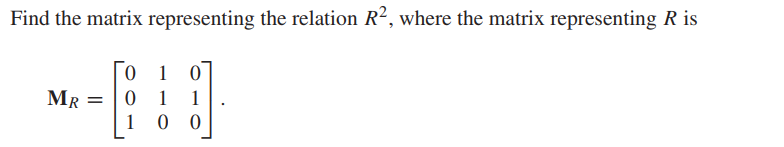 Find the matrix representing the relation R², where the matrix representing R is
0 1 0
M_R = 0 1 1 .
1 0 0